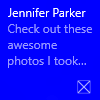 Jennifer Parker
Check out these
awesome
photos I took...